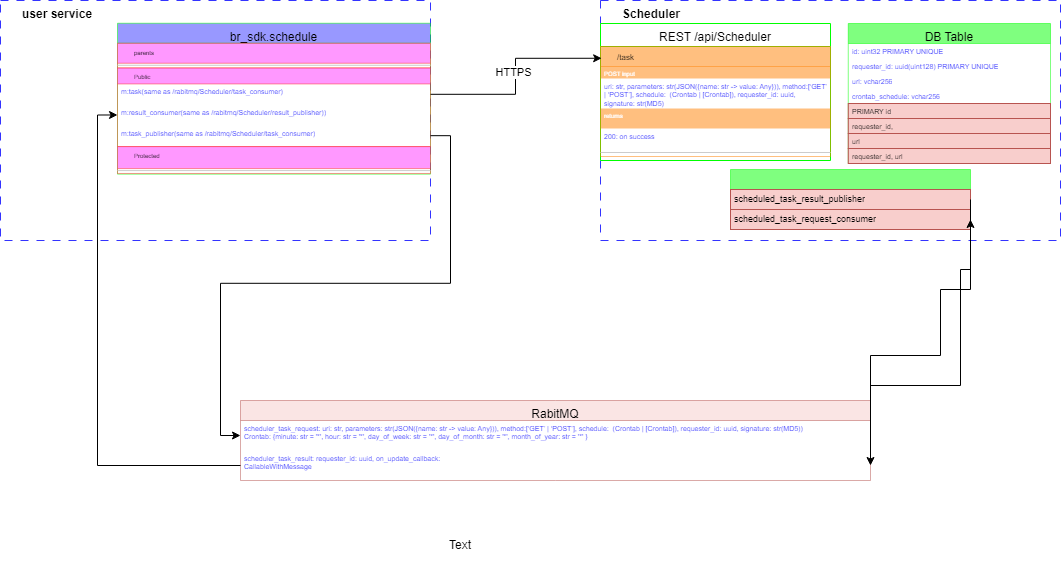 user service
br_sdk.schedule
parents
Public
m:task(same as /rabitmq/Scheduler/task_consumer)
m:result_consumer(same as /rabitmq/Scheduler/result_publisher))
m:task_publisher(same as /rabitmq/Scheduler/task_consumer)
Protected
HTTPS
Scheduler
REST /api/Scheduler
/task
POST Input
url: str, parameters: str(JSON({name: str -> value: Any})), method:['GET'
| 'POST'], schedule: (Crontab | [Crontab]), requester_id: uuid,
signature: str(MD5)
returns
200: on success
DB Table
id: uint32 PRIMARY UNIQUE
requester_id: uuid(uint128) PRIMARY UNIQUE
url: vchar256
crontab_schedule: vchar256
PRIMARY id
requester_id,
url
requester_id, url
scheduled_task_result_publisher
scheduled_task_request_consumer
RabitMQ
scheduler_task_request: url: str, parameters: str(JSON({name: str -> value: Any})), method:['GET' | 'POST'], schedule: (Crontab | [Crontab]), requester_id: uuid, signature: str(MD5))
Crontab: (minute: str = "*", hour: str = "*", day_of_week: str = "*", day_of_month: str = "*", month_of_year: str = "*" )
scheduler_task_result: requester_id: uuid, on_update_callback:
CallableWithMessage
Text